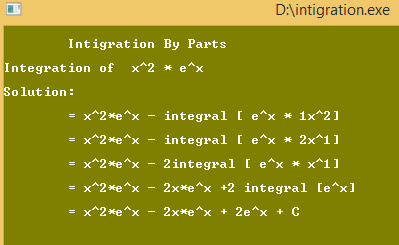 D:\intigration.exe
Intigration By Parts
Integration of  x^2 * e^x
Solution:
= x^2*e^x - integral [ e^x * 1x^2]
= x^2*e^x - integral [ e^x * 2x^1]
= x^2*e^x - 2integral [ e^x * x^1]
= x^2*e^x - 2x*e^x +2 integral [e^x]
= x^2*e^x - 2x*e^x + 2e^x + C